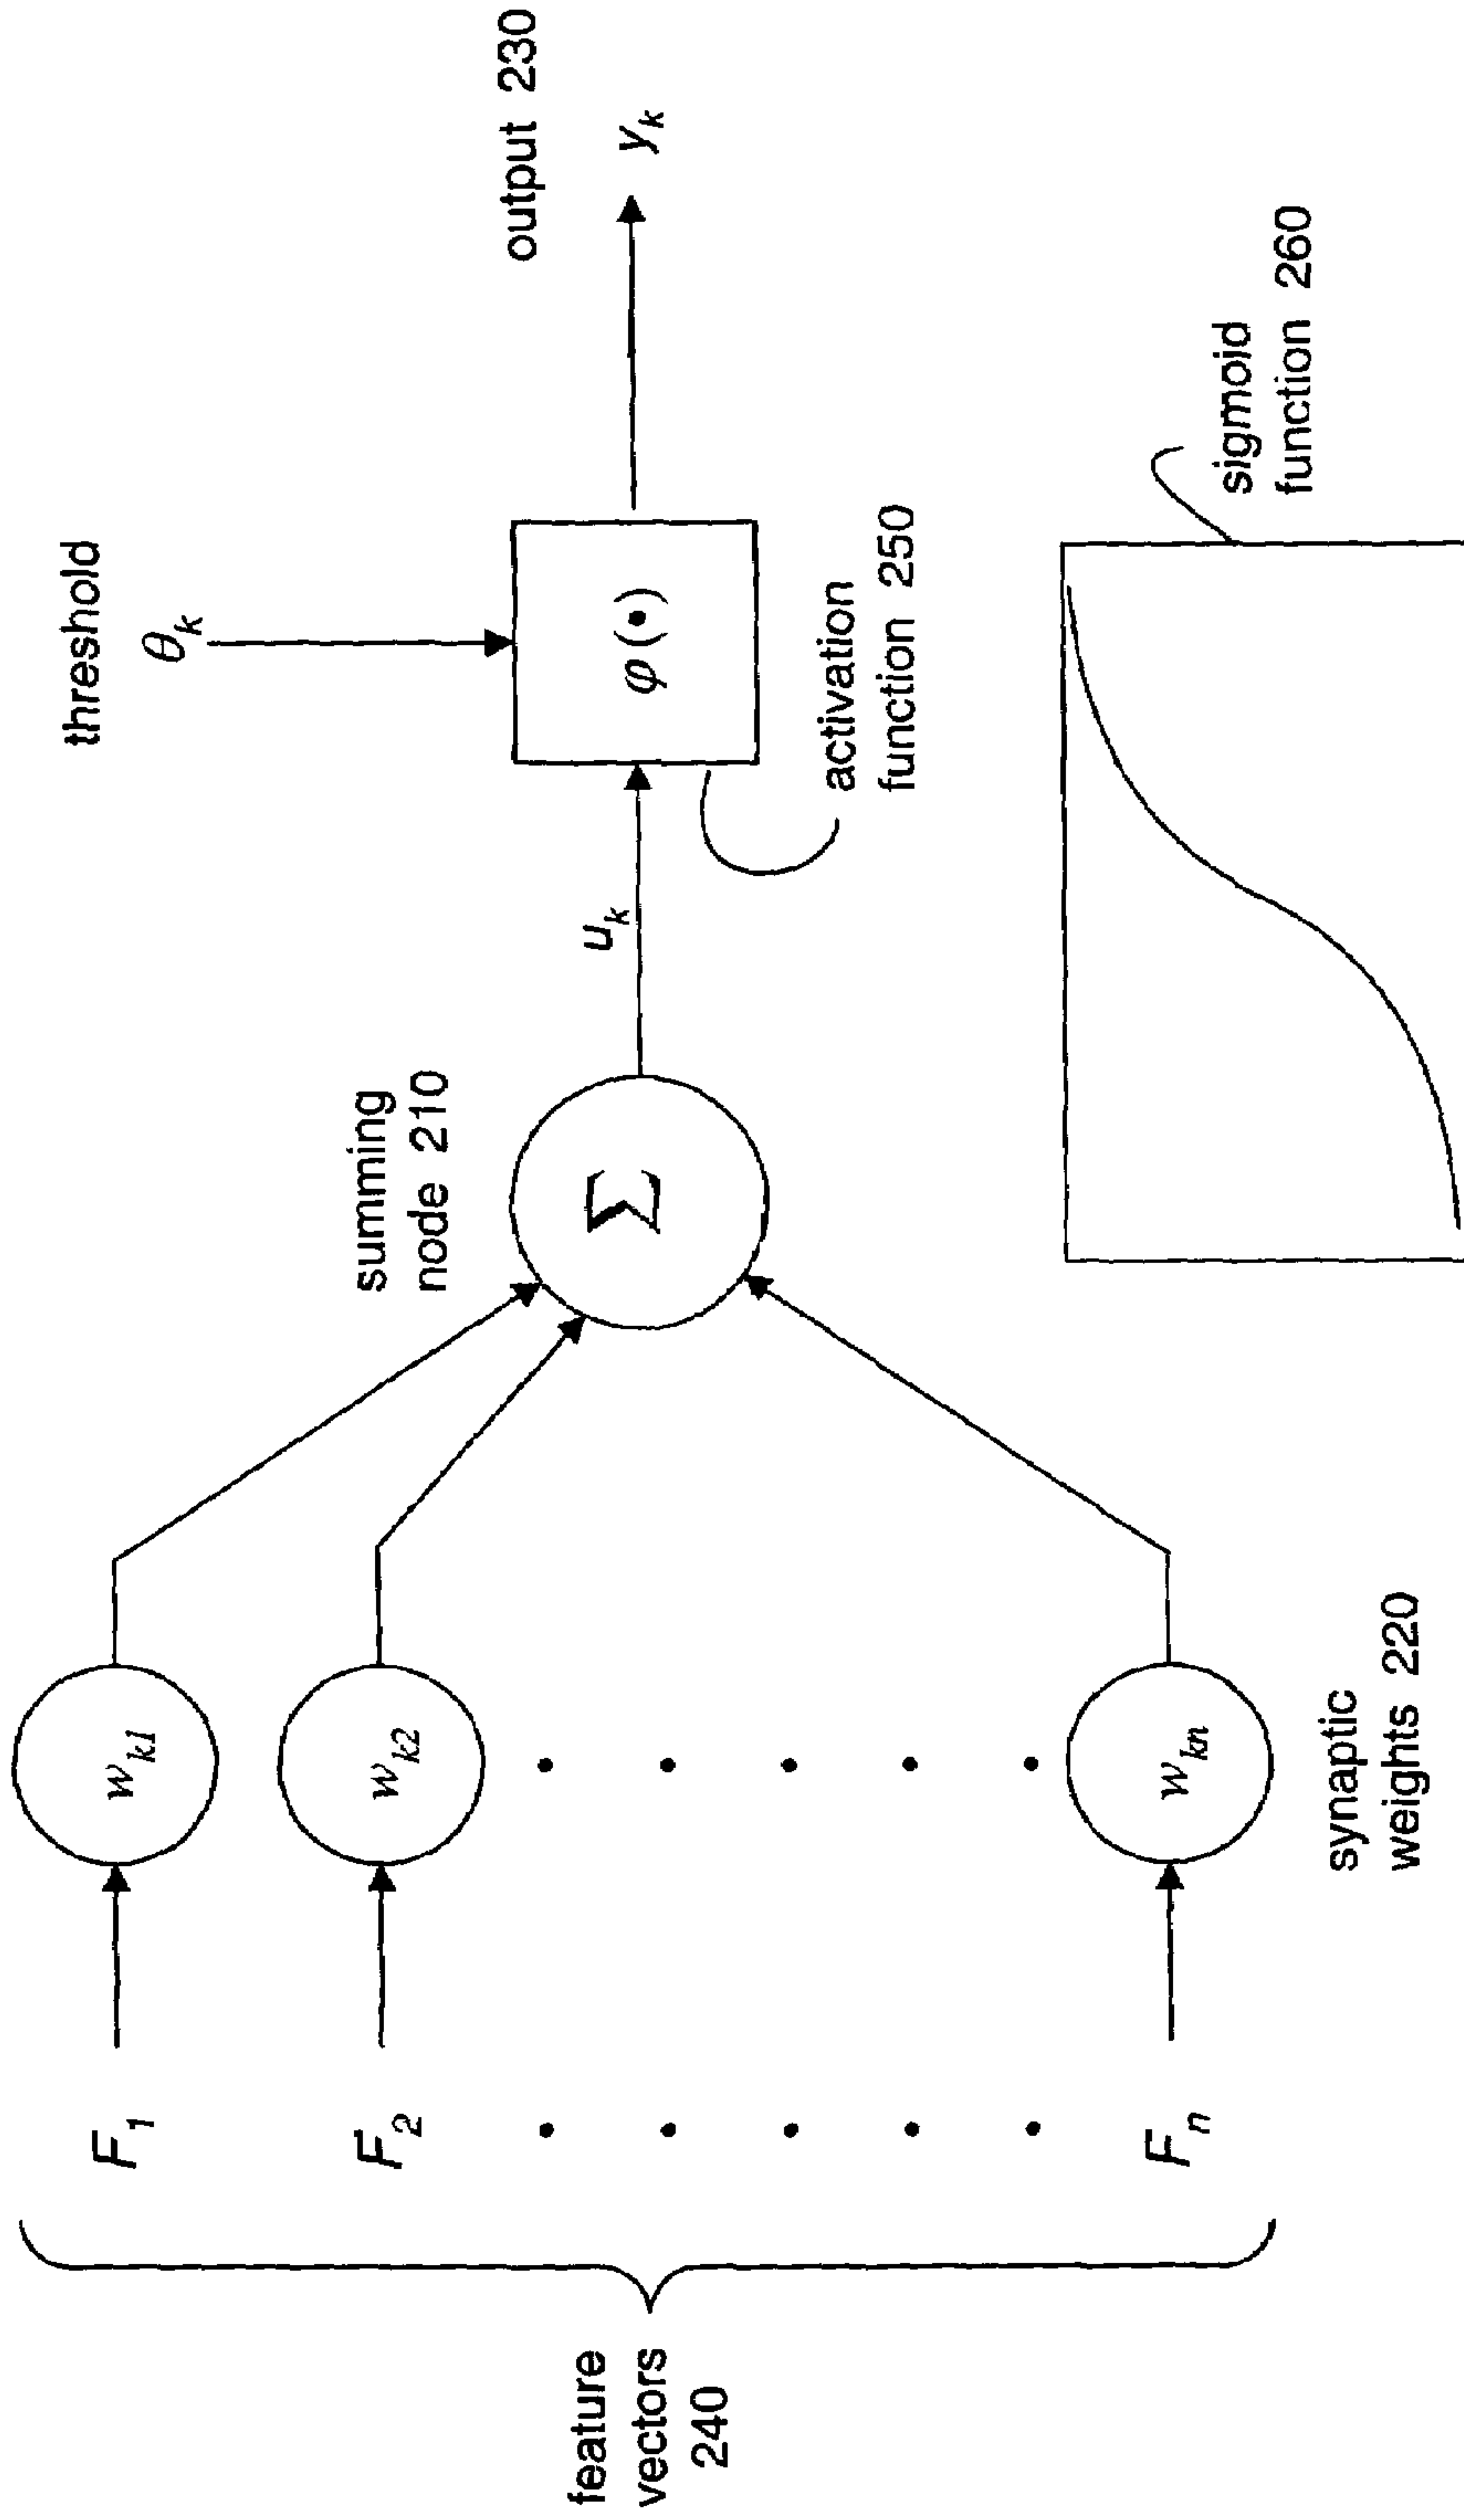 feature
vectors
240
F1
F2
Fn
wk1
wk2
wkn
synaptic
weights 220
summing
node 210
Σ
uk
threshold
θk
φ(•)
activation
function 250
output 230
yk
sigmoid
function 260